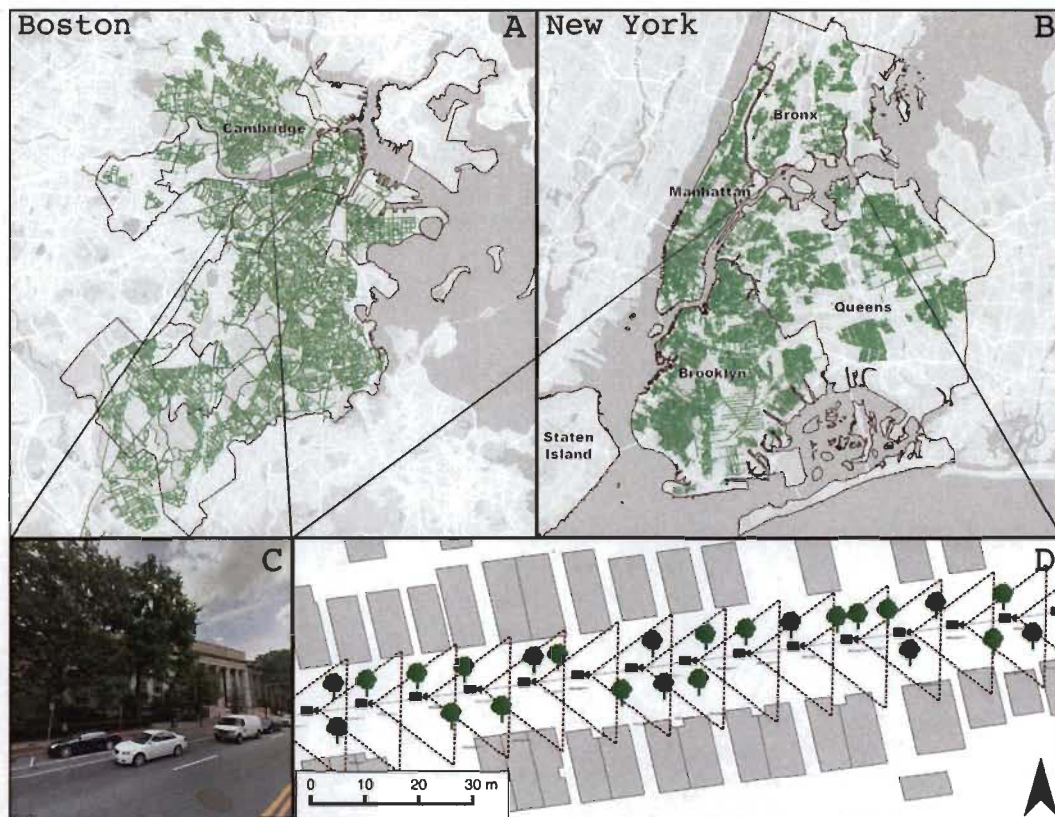 Boston
A
New York
B
Cambridge
Bronx
Manhattan
Queens
Brooklyn
Staten
Island
C
D
0 10 20 30 m